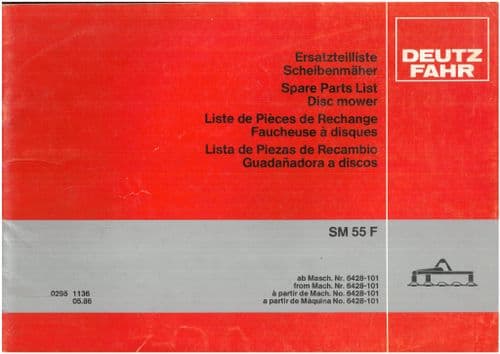 DEUTZ
FAHR
Ersatzteilliste
Scheibenmäher
Spare Parts List
Disc mower
Liste de Pièces de Rechange
Faucheuse à disques
Lista de Piezas de Recambio
Guadañadora a discos
SM 55 F
ab Masch. Nr. 6428-101
from Mach. Nr. 6428-101
à partir de Mach. No. 6428-101
a partir de Máquina No. 6428-101
0298 1136
05.86